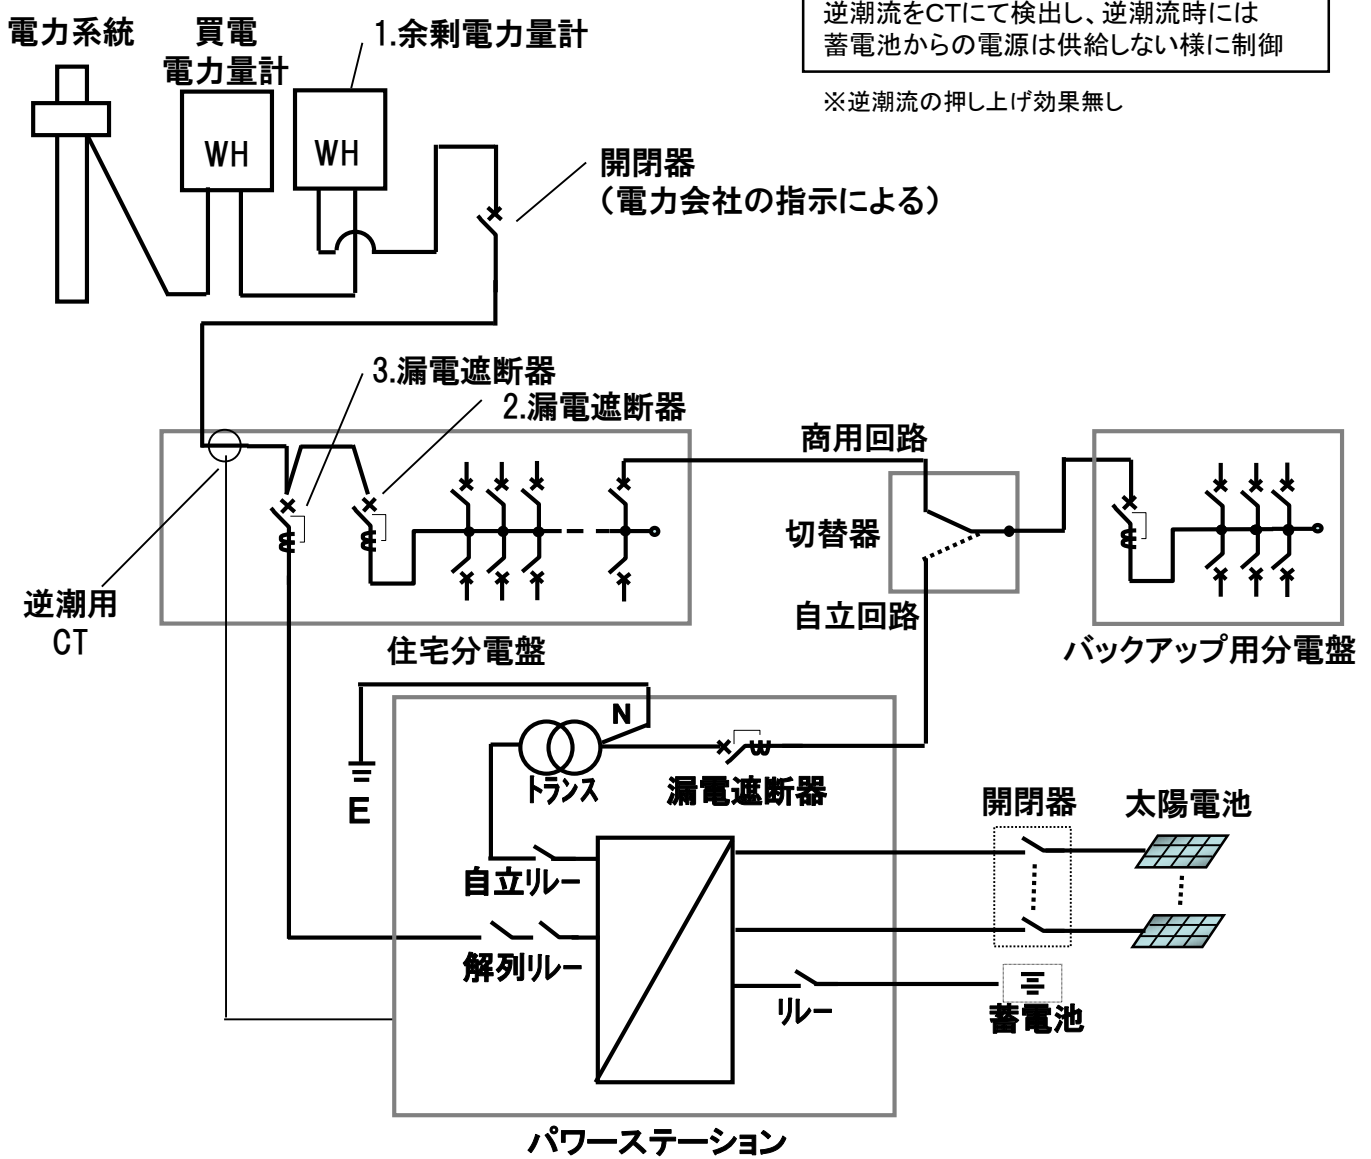 逆潮流をCTにて検出し、逆潮流時には
蓄電池からの電源は供給しない様に制御
※逆潮流の押し上げ効果無し
電力系統
買電
電力量計
1.余剰電力量計
WH
WH
開閉器
（電力会社の指示による）
3.漏電遮断器
2.漏電遮断器
商用回路
切替器
自立回路
逆潮用
CT
住宅分電盤
バックアップ用分電盤
N
E
トランス
漏電遮断器
開閉器
太陽電池
自立リレー
解列リレー
リレー
蓄電池
パワーステーション